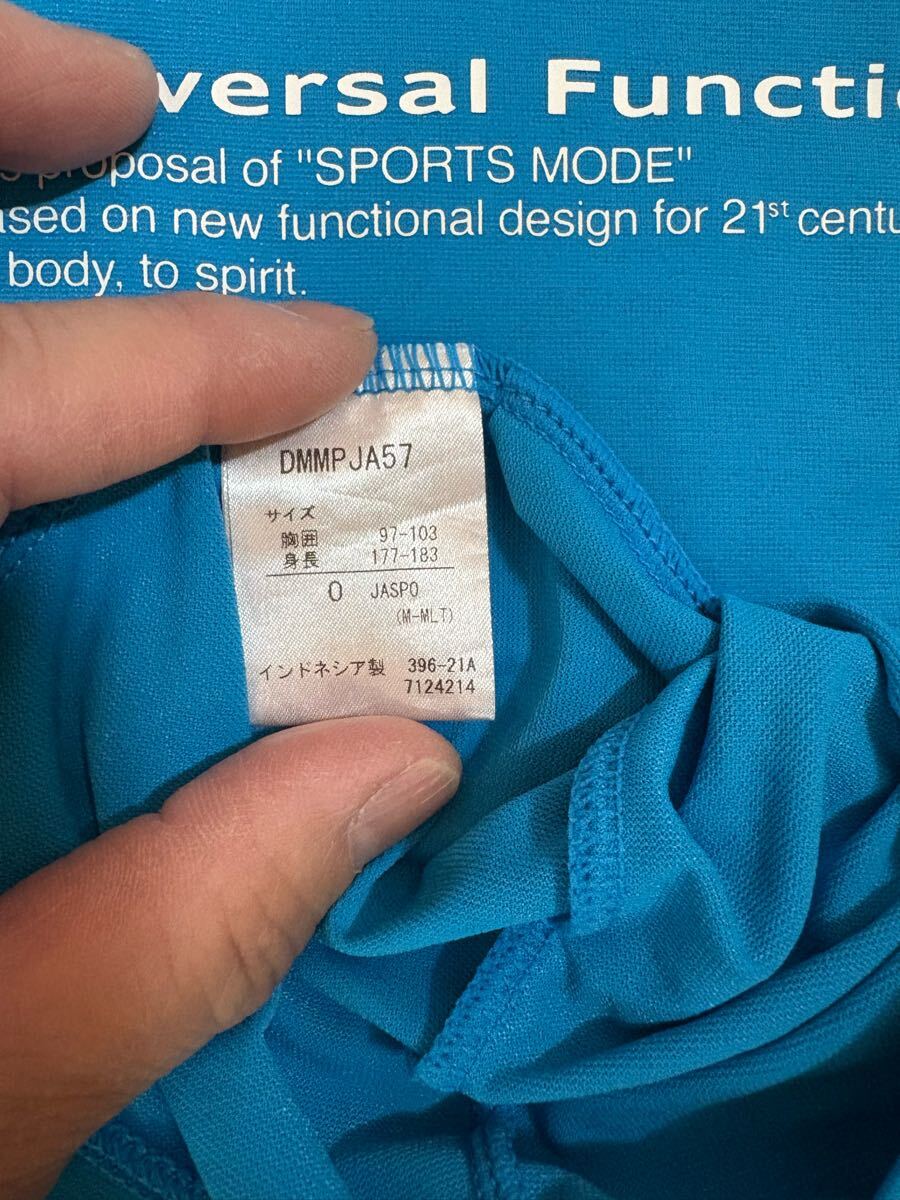 versal Functi
proposal of "SPORTS MODE"
ased on new functional design for 21st centu
body, to spirit.
DMMPJA57
サイズ
胸囲 97-103
身長 177-183
O JASPO
(M-MLT)
インドネシア製 396-21A
7124214